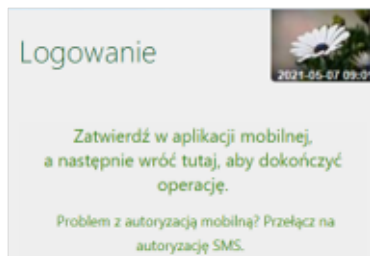 Logowanie
2021-05-07 09:0
Zatwierdź w aplikacji mobilnej,
a następnie wróć tutaj, aby dokończyć
operację.
Problem z autoryzacją mobilną? Przełącz na
autoryzację SMS.